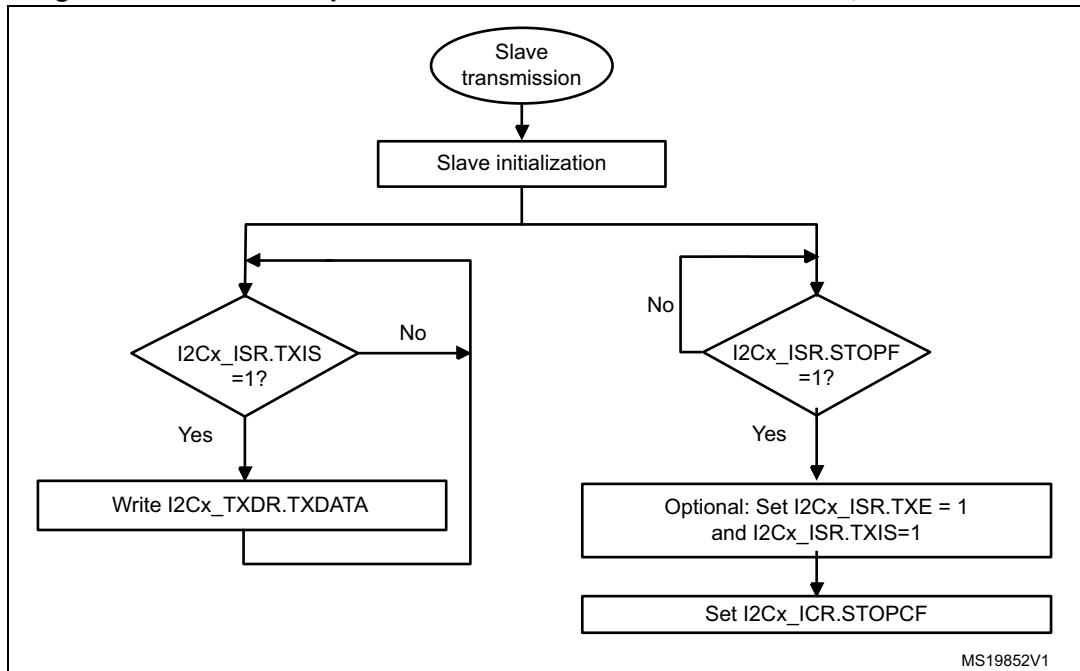 Slave
transmission
Slave initialization
I2Cx_ISR.TXIS
=1?
No
Yes
Write I2Cx_TXDR.TXDATA
No
I2Cx_ISR.STOPF
=1?
Yes
Optional: Set I2Cx_ISR.TXE = 1
and I2Cx_ISR.TXIS=1
Set I2Cx_ICR.STOPCF
MS19852V1